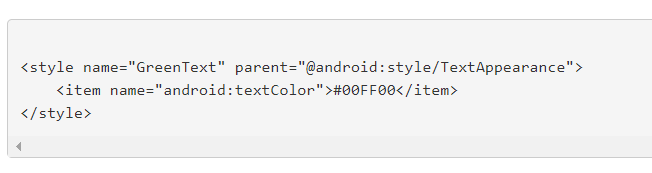 <style name="GreenText" parent="@android:style/TextAppearance">
    <item name="android:textColor">#00FF00</item>
</style>